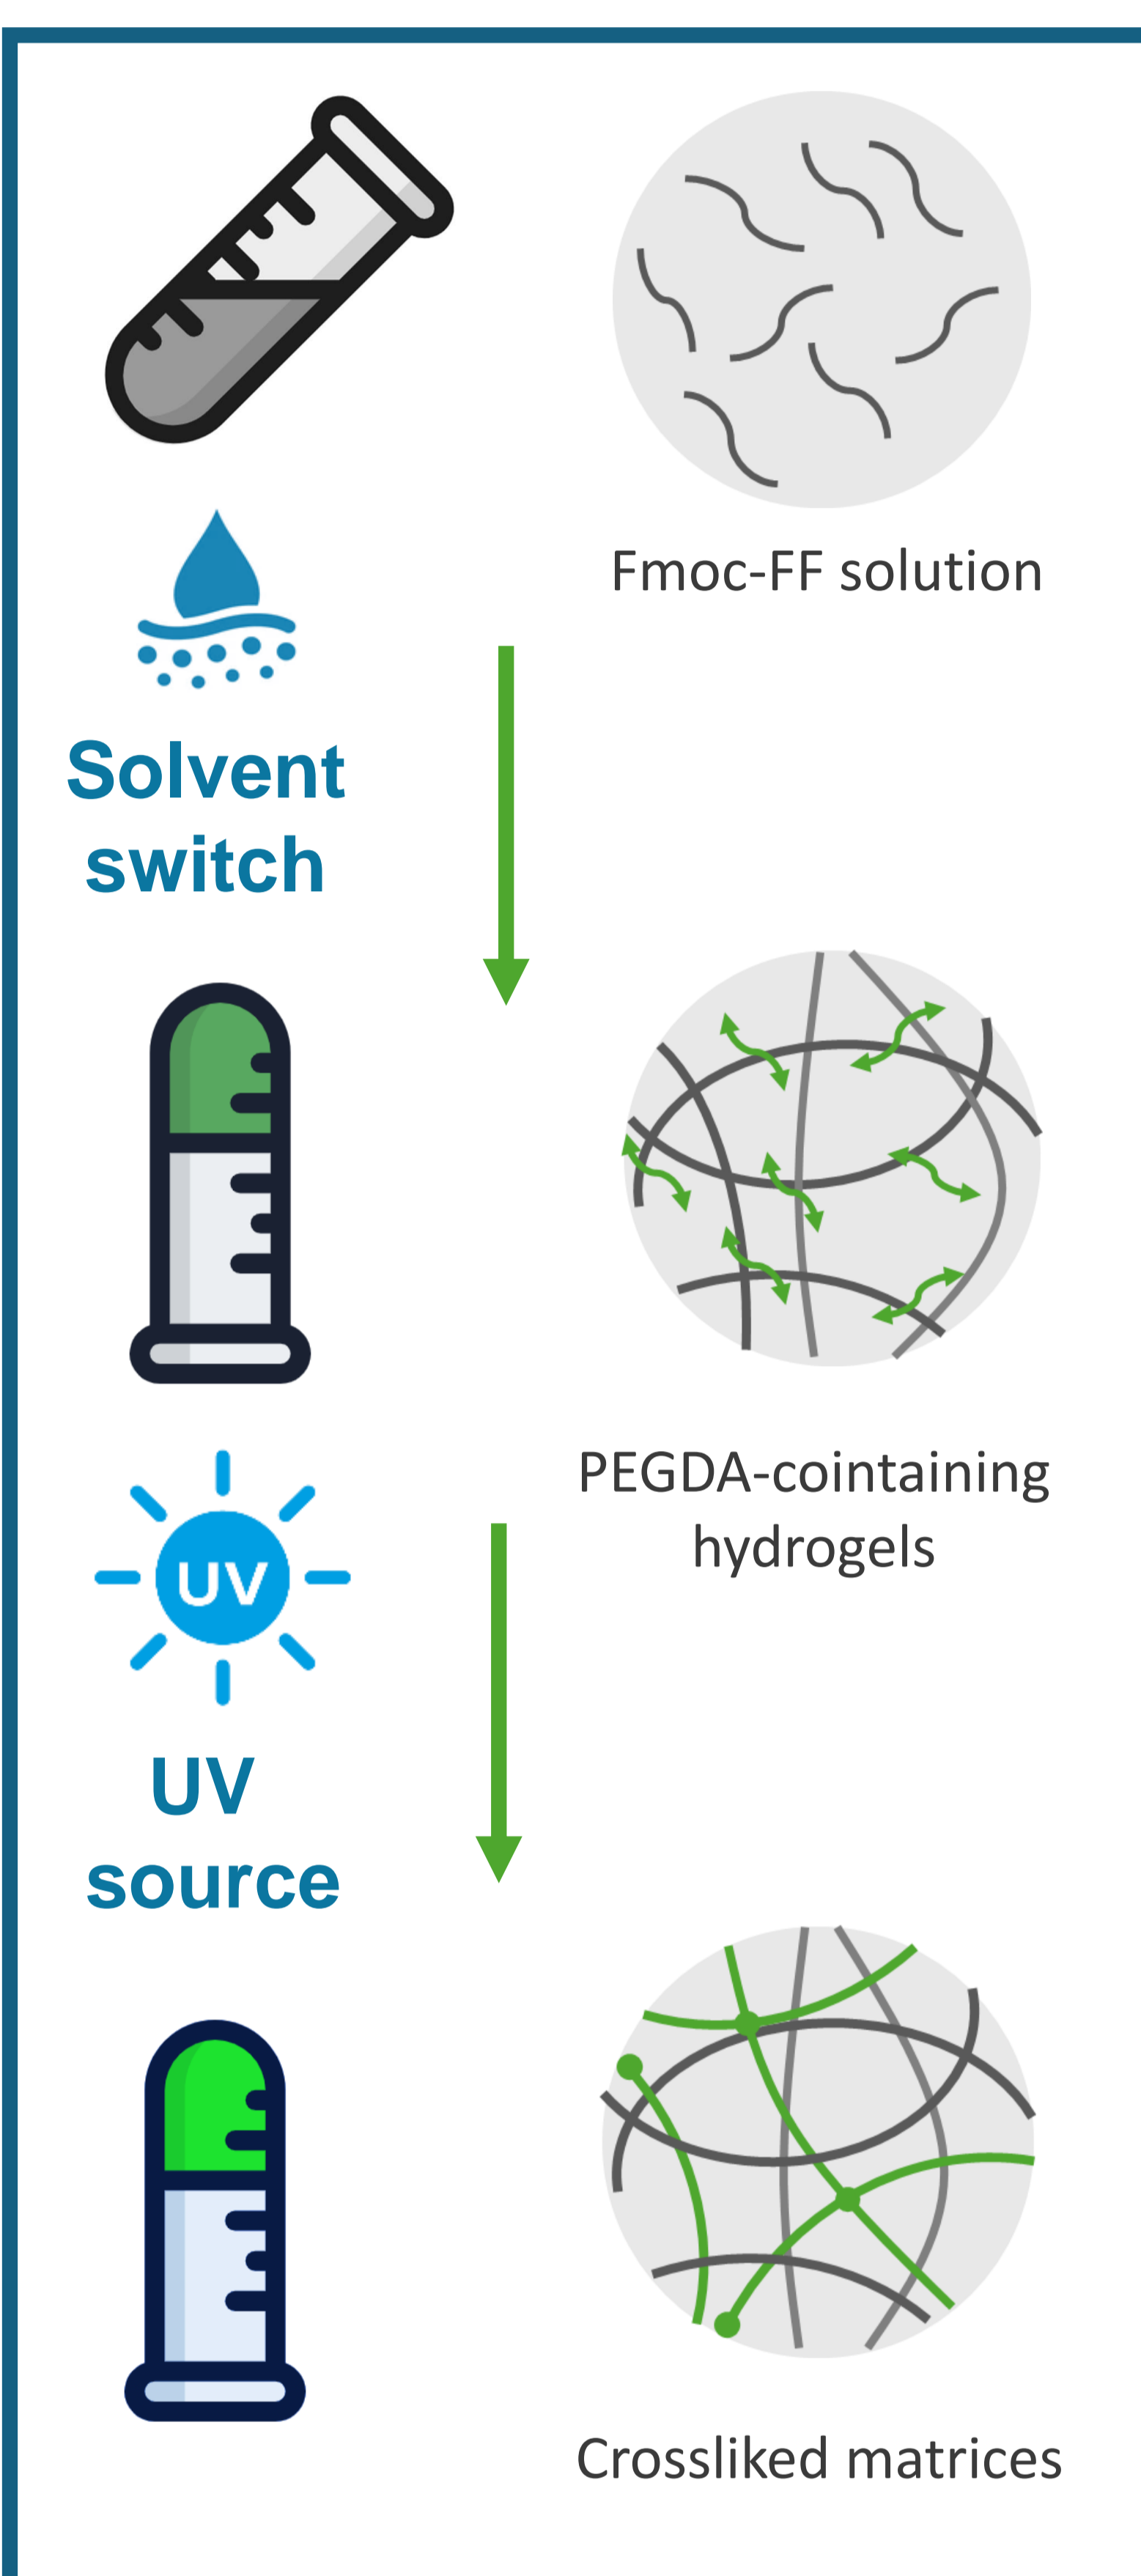 Fmoc-FF solution
Solvent
switch
PEGDA-cointaining
hydrogels
UV
UV
source
Crossliked matrices